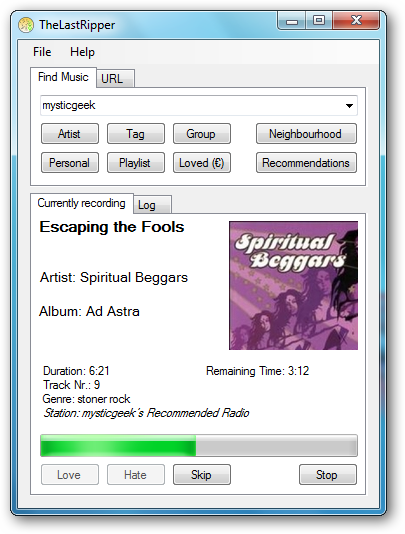 TheLastRipper
File Help
Find Music URL
mysticgeek
Artist Tag Group Neighbourhood
Personal Playlist Loved (€) Recommendations
Currently recording Log
Escaping the Fools
Spiritual
Beggars
Artist: Spiritual Beggars
Album: Ad Astra
Duration: 6:21 Remaining Time: 3:12
Track Nr.: 9
Genre: stoner rock
Station: mysticgeek's Recommended Radio
Love Hate Skip Stop